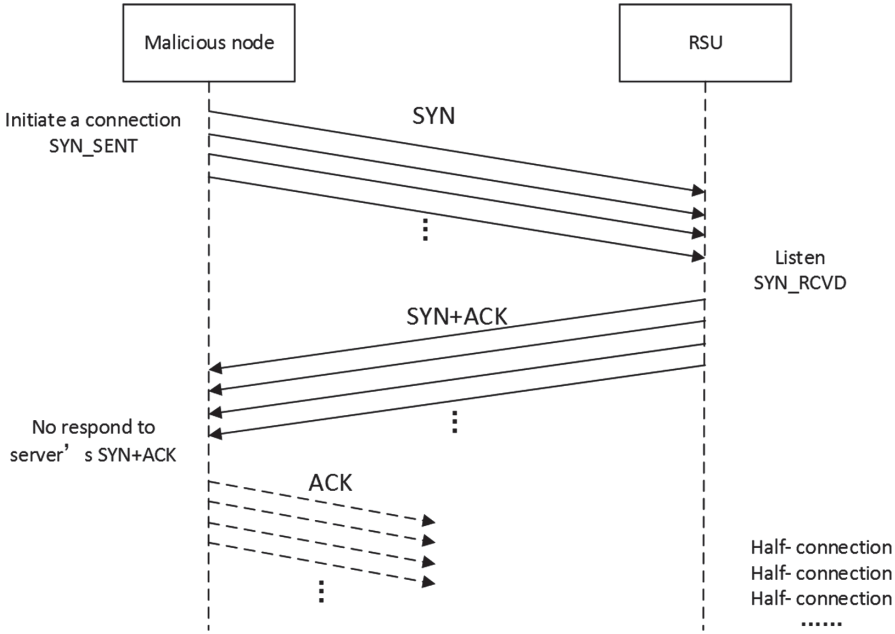 Malicious node
RSU
Initiate a connection
SYN_SENT
SYN
Listen
SYN_RCVD
SYN+ACK
No respond to
server’ s SYN+ACK
ACK
Half- connection
Half- connection
Half- connection
······